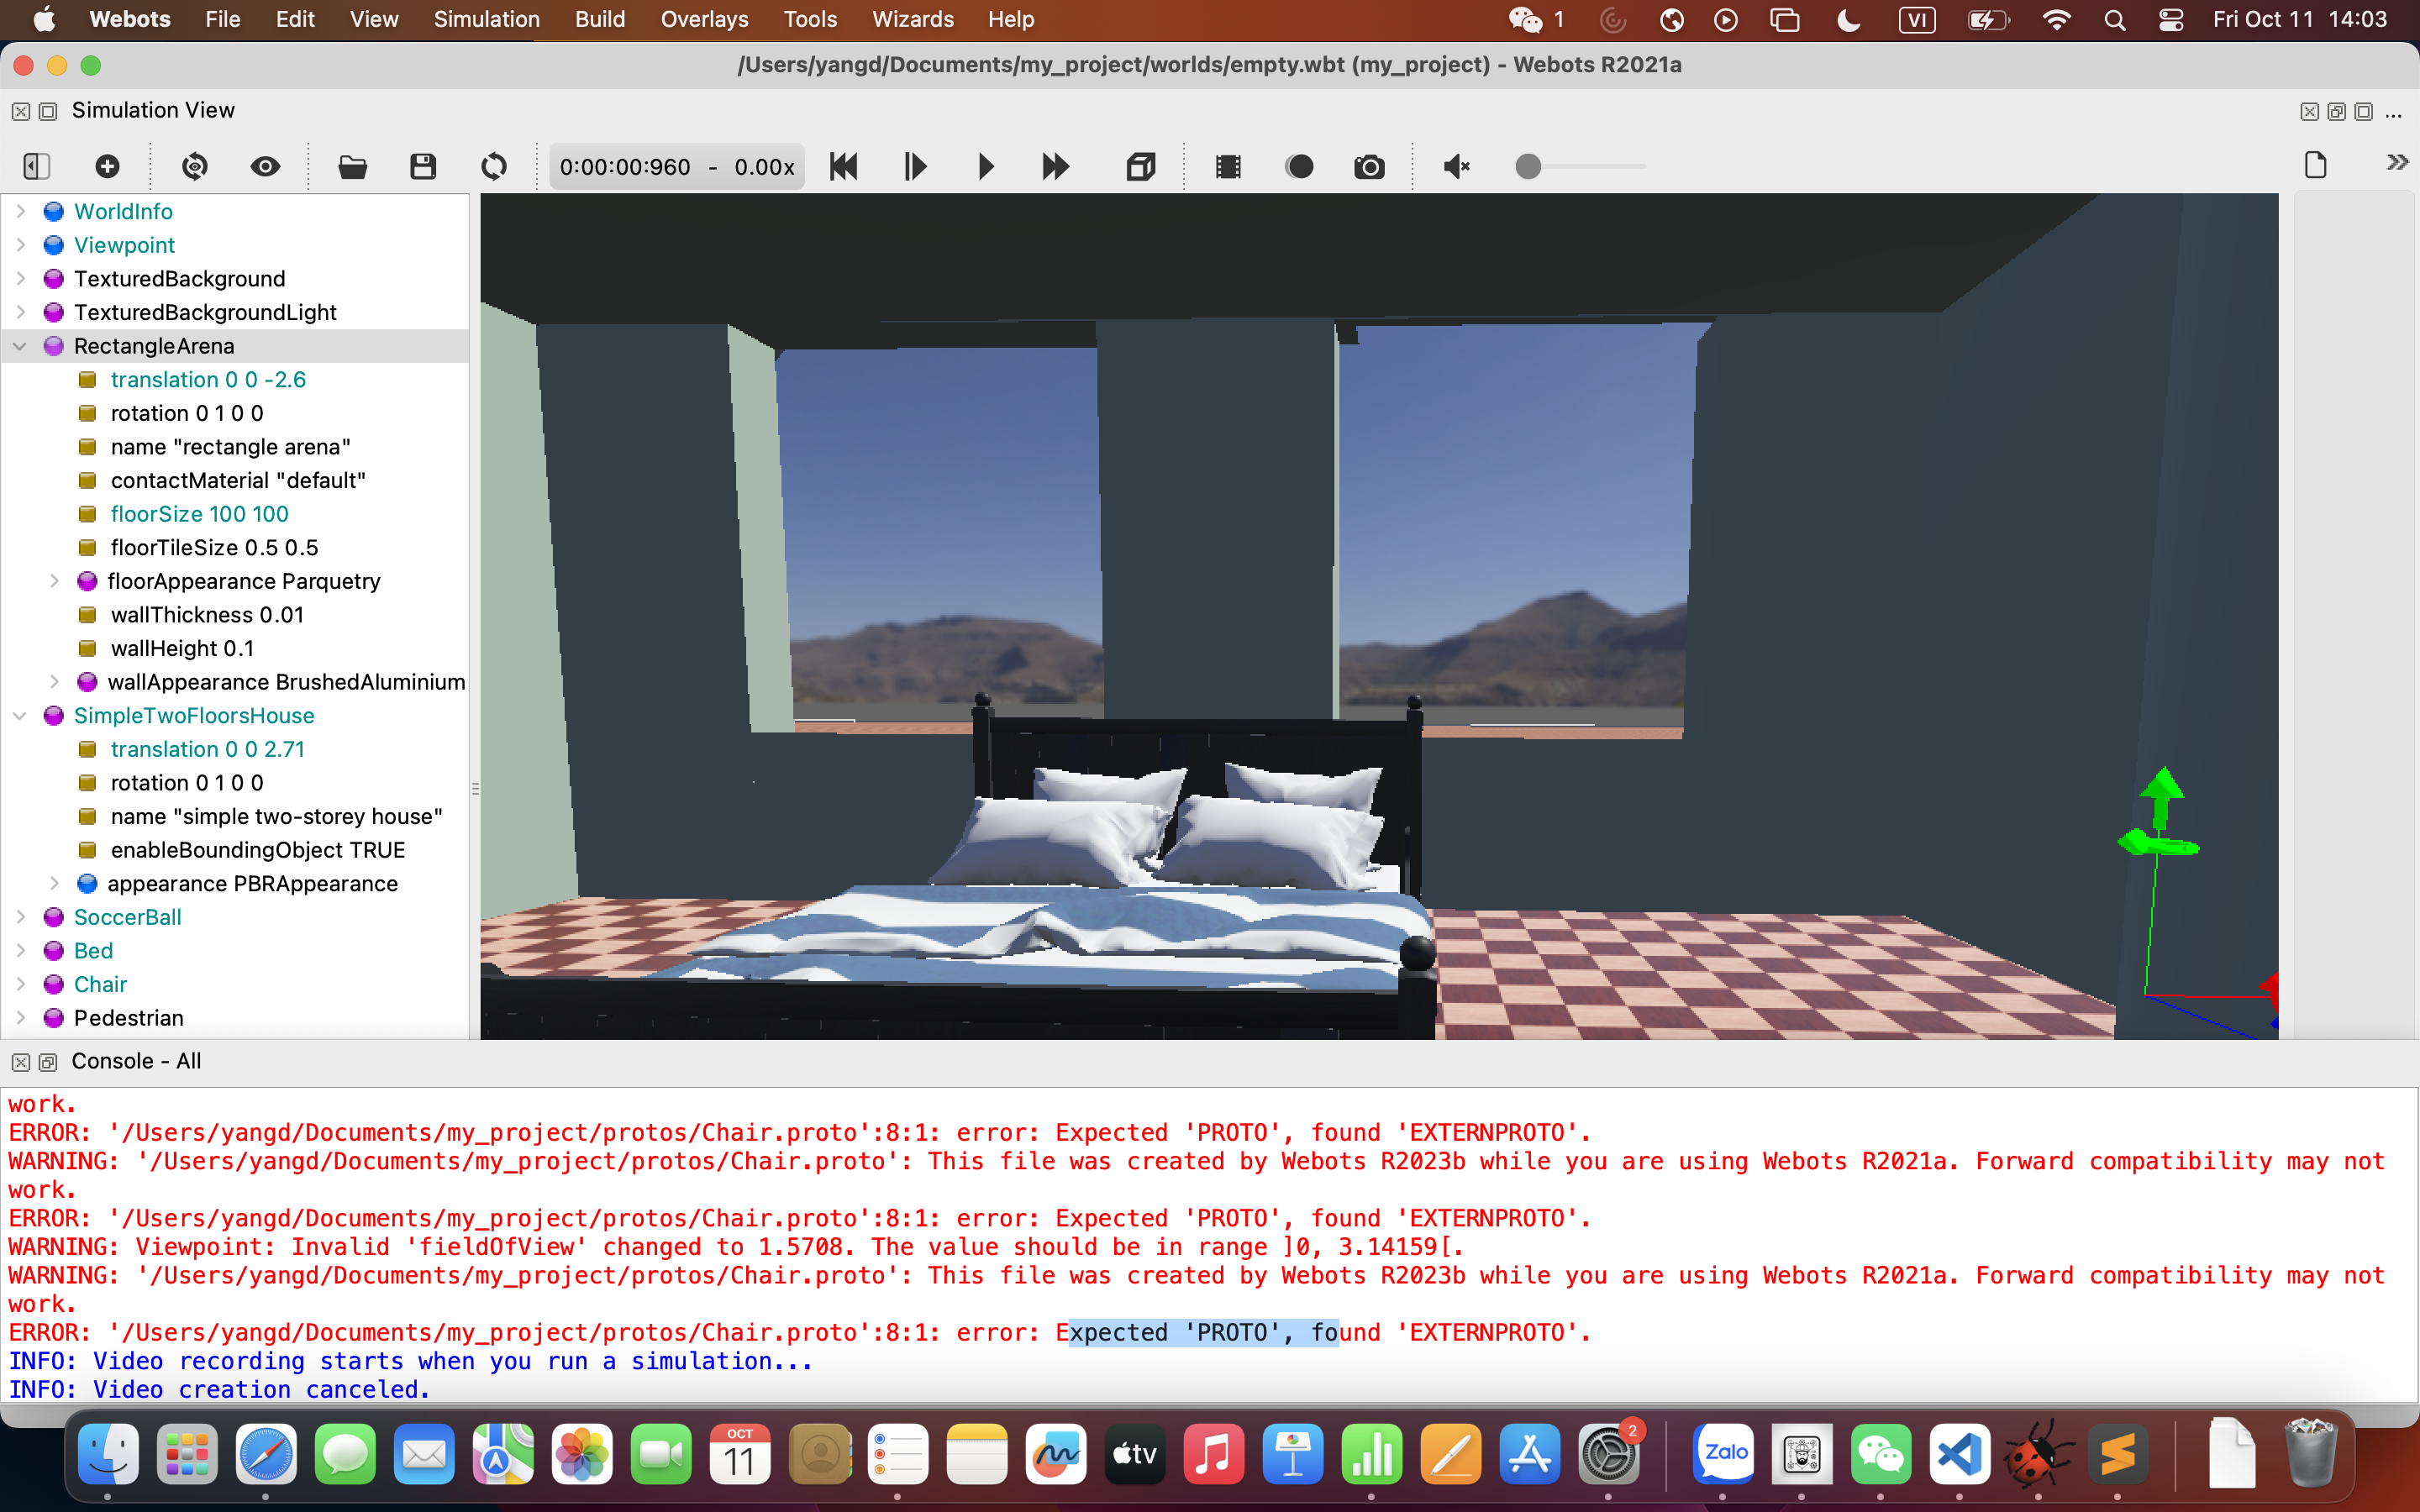 Webots File Edit View Simulation Build Overlays Tools Wizards Help 1 VI Fri Oct 11 14:03
/Users/yangd/Documents/my_project/worlds/empty.wbt (my_project) - Webots R2021a
Simulation View ...
0:00:00:960 - 0.00x
WorldInfo
Viewpoint
TexturedBackground
TexturedBackgroundLight
RectangleArena
translation 0 0 -2.6
rotation 0 1 0 0
name "rectangle arena"
contactMaterial "default"
floorSize 100 100
floorTileSize 0.5 0.5
floorAppearance Parquetry
wallThickness 0.01
wallHeight 0.1
wallAppearance BrushedAluminium
SimpleTwoFloorsHouse
translation 0 0 2.71
rotation 0 1 0 0
name "simple two-storey house"
enableBoundingObject TRUE
appearance PBRAppearance
SoccerBall
Bed
Chair
Pedestrian
Console - All
work.
ERROR: '/Users/yangd/Documents/my_project/protos/Chair.proto':8:1: error: Expected 'PROTO', found 'EXTERNPROTO'.
WARNING: '/Users/yangd/Documents/my_project/protos/Chair.proto': This file was created by Webots R2023b while you are using Webots R2021a. Forward compatibility may not
work.
ERROR: '/Users/yangd/Documents/my_project/protos/Chair.proto':8:1: error: Expected 'PROTO', found 'EXTERNPROTO'.
WARNING: Viewpoint: Invalid 'fieldOfView' changed to 1.5708. The value should be in range ]0, 3.14159[.
WARNING: '/Users/yangd/Documents/my_project/protos/Chair.proto': This file was created by Webots R2023b while you are using Webots R2021a. Forward compatibility may not
work.
ERROR: '/Users/yangd/Documents/my_project/protos/Chair.proto':8:1: error: Expected 'PROTO', found 'EXTERNPROTO'.
INFO: Video recording starts when you run a simulation...
INFO: Video creation canceled.
OCT
11
tv
2
Zalo